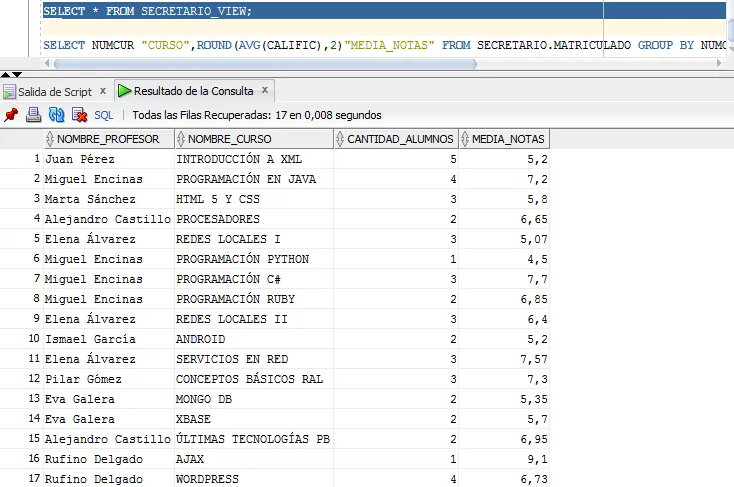 SELECT * FROM SECRETARIO_VIEW;
SELECT NUMCUR "CURSO",ROUND(AVG(CALIFIC),2)"MEDIA_NOTAS" FROM SECRETARIO.MATRICULADO GROUP BY NUMC
Salida de Script x Resultado de la Consulta x
SQL | Todas las Filas Recuperadas: 17 en 0,008 segundos
NOMBRE_PROFESOR NOMBRE_CURSO CANTIDAD_ALUMNOS MEDIA_NOTAS
1 Juan Pérez INTRODUCCIÓN A XML 5 5,2
2 Miguel Encinas PROGRAMACIÓN EN JAVA 4 7,2
3 Marta Sánchez HTML 5 Y CSS 3 5,8
4 Alejandro Castillo PROCESADORES 2 6,65
5 Elena Álvarez REDES LOCALES I 3 5,07
6 Miguel Encinas PROGRAMACIÓN PYTHON 1 4,5
7 Miguel Encinas PROGRAMACIÓN C# 3 7,7
8 Miguel Encinas PROGRAMACIÓN RUBY 2 6,85
9 Elena Álvarez REDES LOCALES II 3 6,4
10 Ismael García ANDROID 2 5,2
11 Elena Álvarez SERVICIOS EN RED 3 7,57
12 Pilar Gómez CONCEPTOS BÁSICOS RAL 3 7,3
13 Eva Galera MONGO DB 2 5,35
14 Eva Galera XBASE 2 5,7
15 Alejandro Castillo ÚLTIMAS TECNOLOGÍAS PB 2 6,95
16 Rufino Delgado AJAX 1 9,1
17 Rufino Delgado WORDPRESS 4 6,73